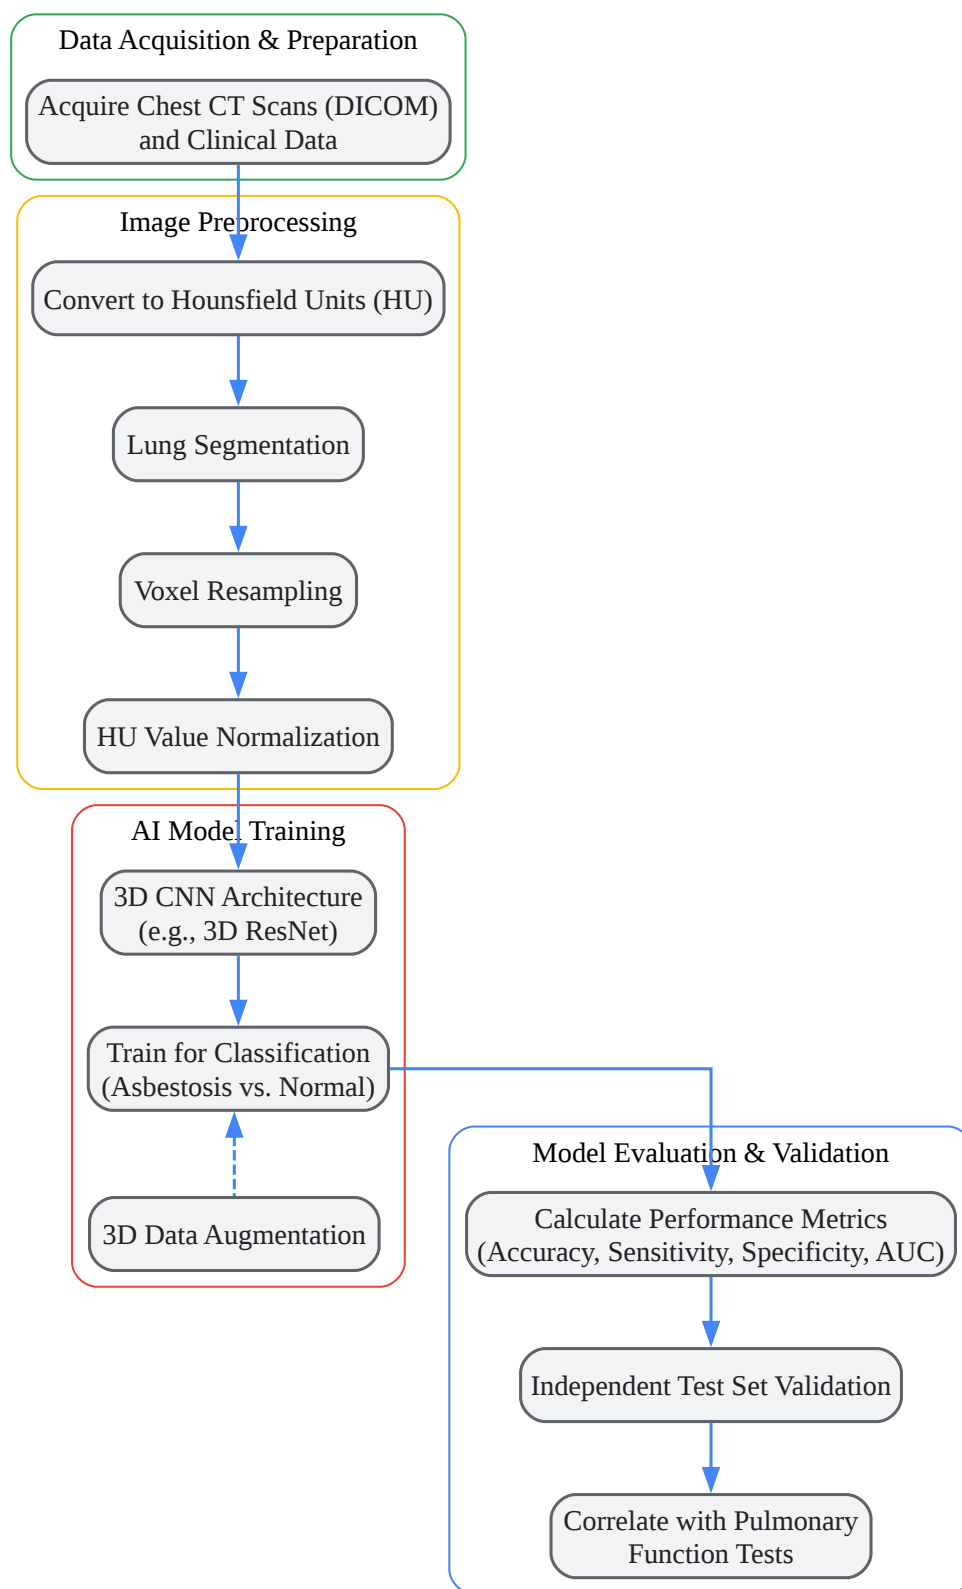 Data Acquisition & Preparation
Acquire Chest CT Scans (DICOM)
and Clinical Data
Image Preprocessing
Convert to Hounsfield Units (HU)
Lung Segmentation
Voxel Resampling
HU Value Normalization
AI Model Training
3D CNN Architecture
(e.g., 3D ResNet)
Train for Classification
(Asbestosis vs. Normal)
3D Data Augmentation
Model Evaluation & Validation
Calculate Performance Metrics
(Accuracy, Sensitivity, Specificity, AUC)
Independent Test Set Validation
Correlate with Pulmonary
Function Tests